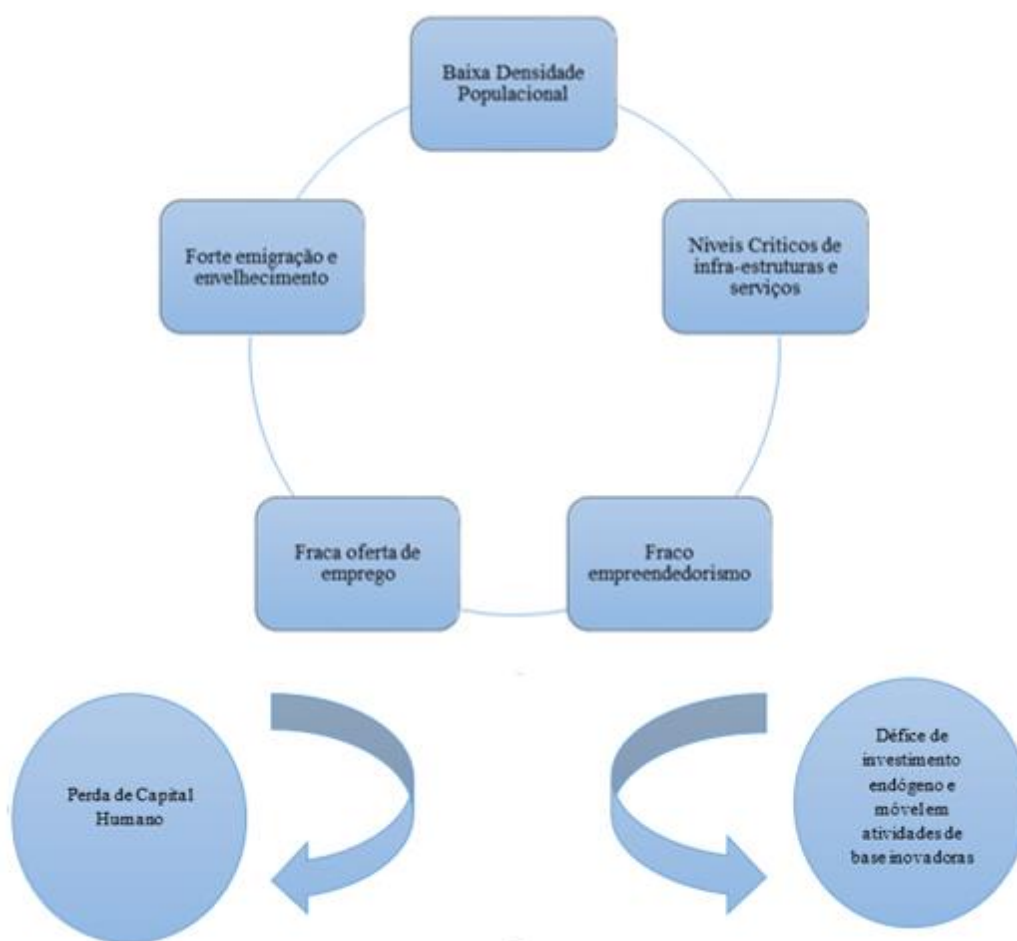 Baixa Densidade
Populacional
Forte emigração e
envelhecimento
Níveis Críticos de
infra-estruturas e
serviços
Fraca oferta de
emprego
Fraco
empreendedorismo
Perda de Capital
Humano
Défice de
investimento
endógeno e
móvel em
atividades de
base inovadoras